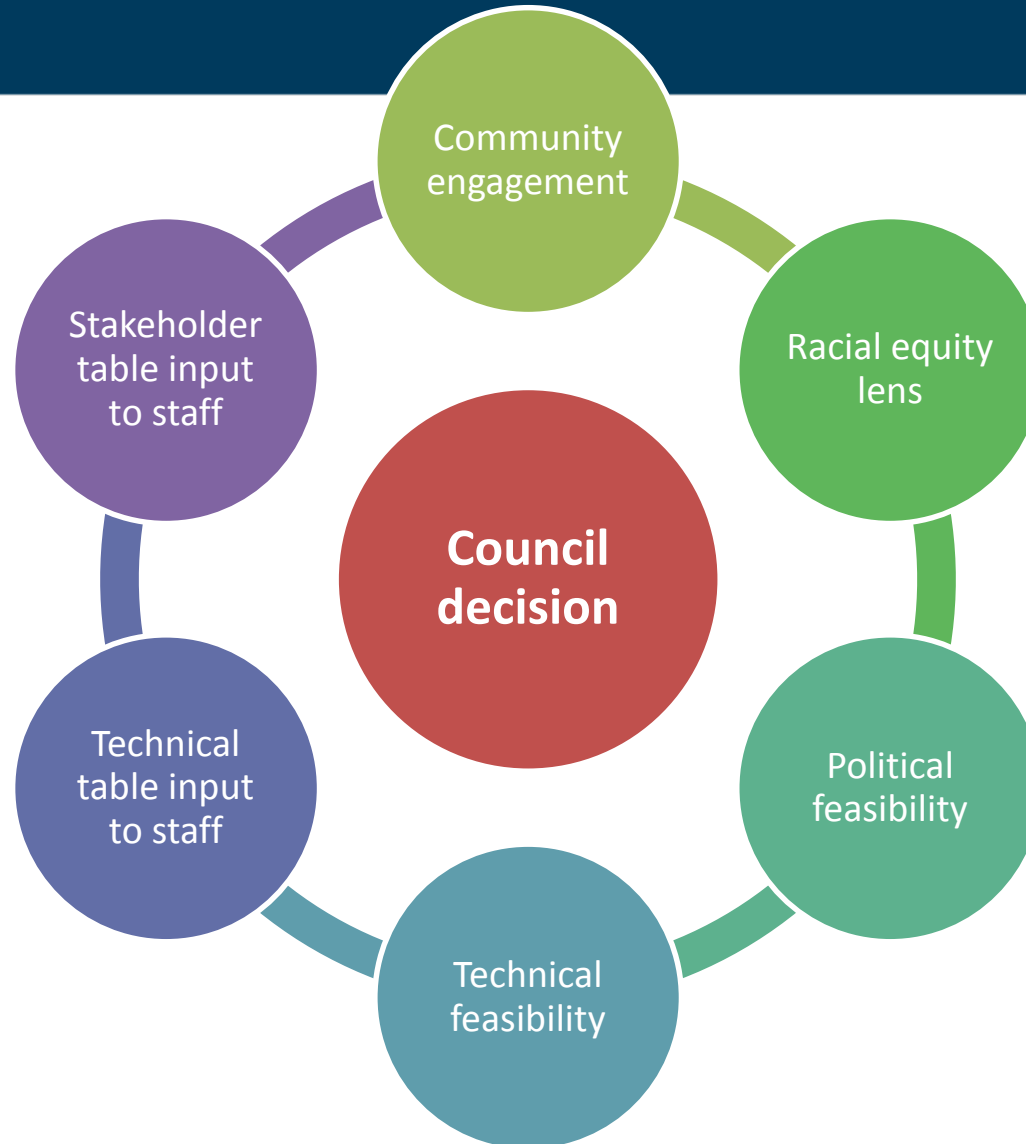 Community
engagement
Racial equity
lens
Political
feasibility
Technical
feasibility
Technical
table input
to staff
Stakeholder
table input
to staff
Council
decision